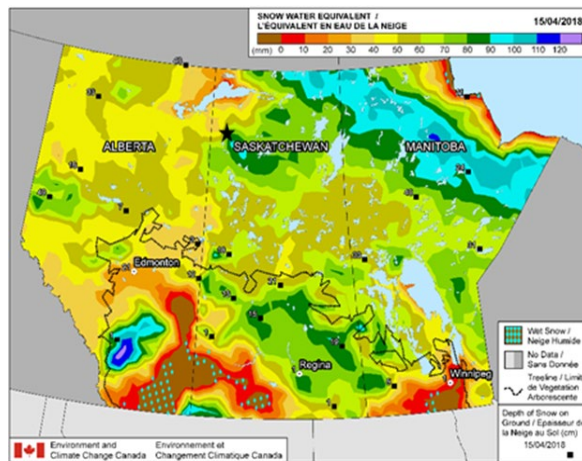 SNOW WATER EQUIVALENT /
L'ÉQUIVALENT EN EAU DE LA NEIGE
15/04/2018
(mm) 0 10 20 30 40 50 60 70 80 90 100 110 120
ALBERTA
SASKATCHEWAN
MANITOBA
Edmonton
Regina
Winnipeg
Wet Snow /
Neige Humide
No Data /
Sans Donnée
Treeline / Limit
de Vegetation
Arborescente
Depth of Snow on
Ground / Epaisseur de
la Neige au Sol (cm)
15/04/2018
Environment and
Climate Change Canada
Environnement et
Changement Climatique Canada